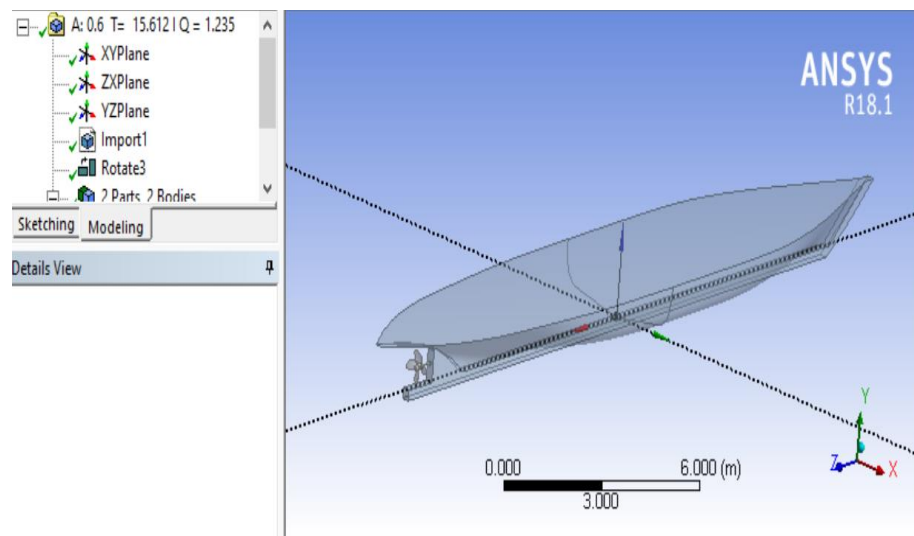 A: 0.6 T= 15.612 l Q = 1.235
XYPlane
ZXPlane
YZPlane
Import1
Rotate3
2 Parts, 2 Bodies
Sketching Modeling
Details View
ANSYS
R18.1
0.000 6.000 (m)
3.000
Y
Z X